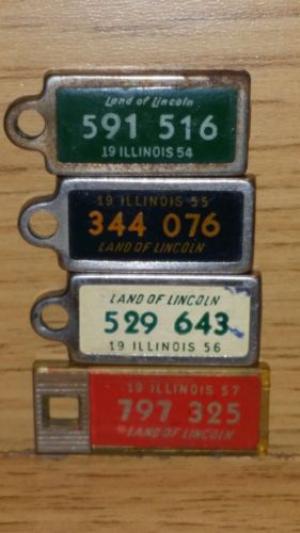 Land of Lincoln
591 516
19 ILLINOIS 54
19 ILLINOIS 55
344 076
LAND OF LINCOLN
LAND OF LINCOLN
529 643
19 ILLINOIS 56
19 ILLINOIS 57
797 325
LAND OF LINCOLN